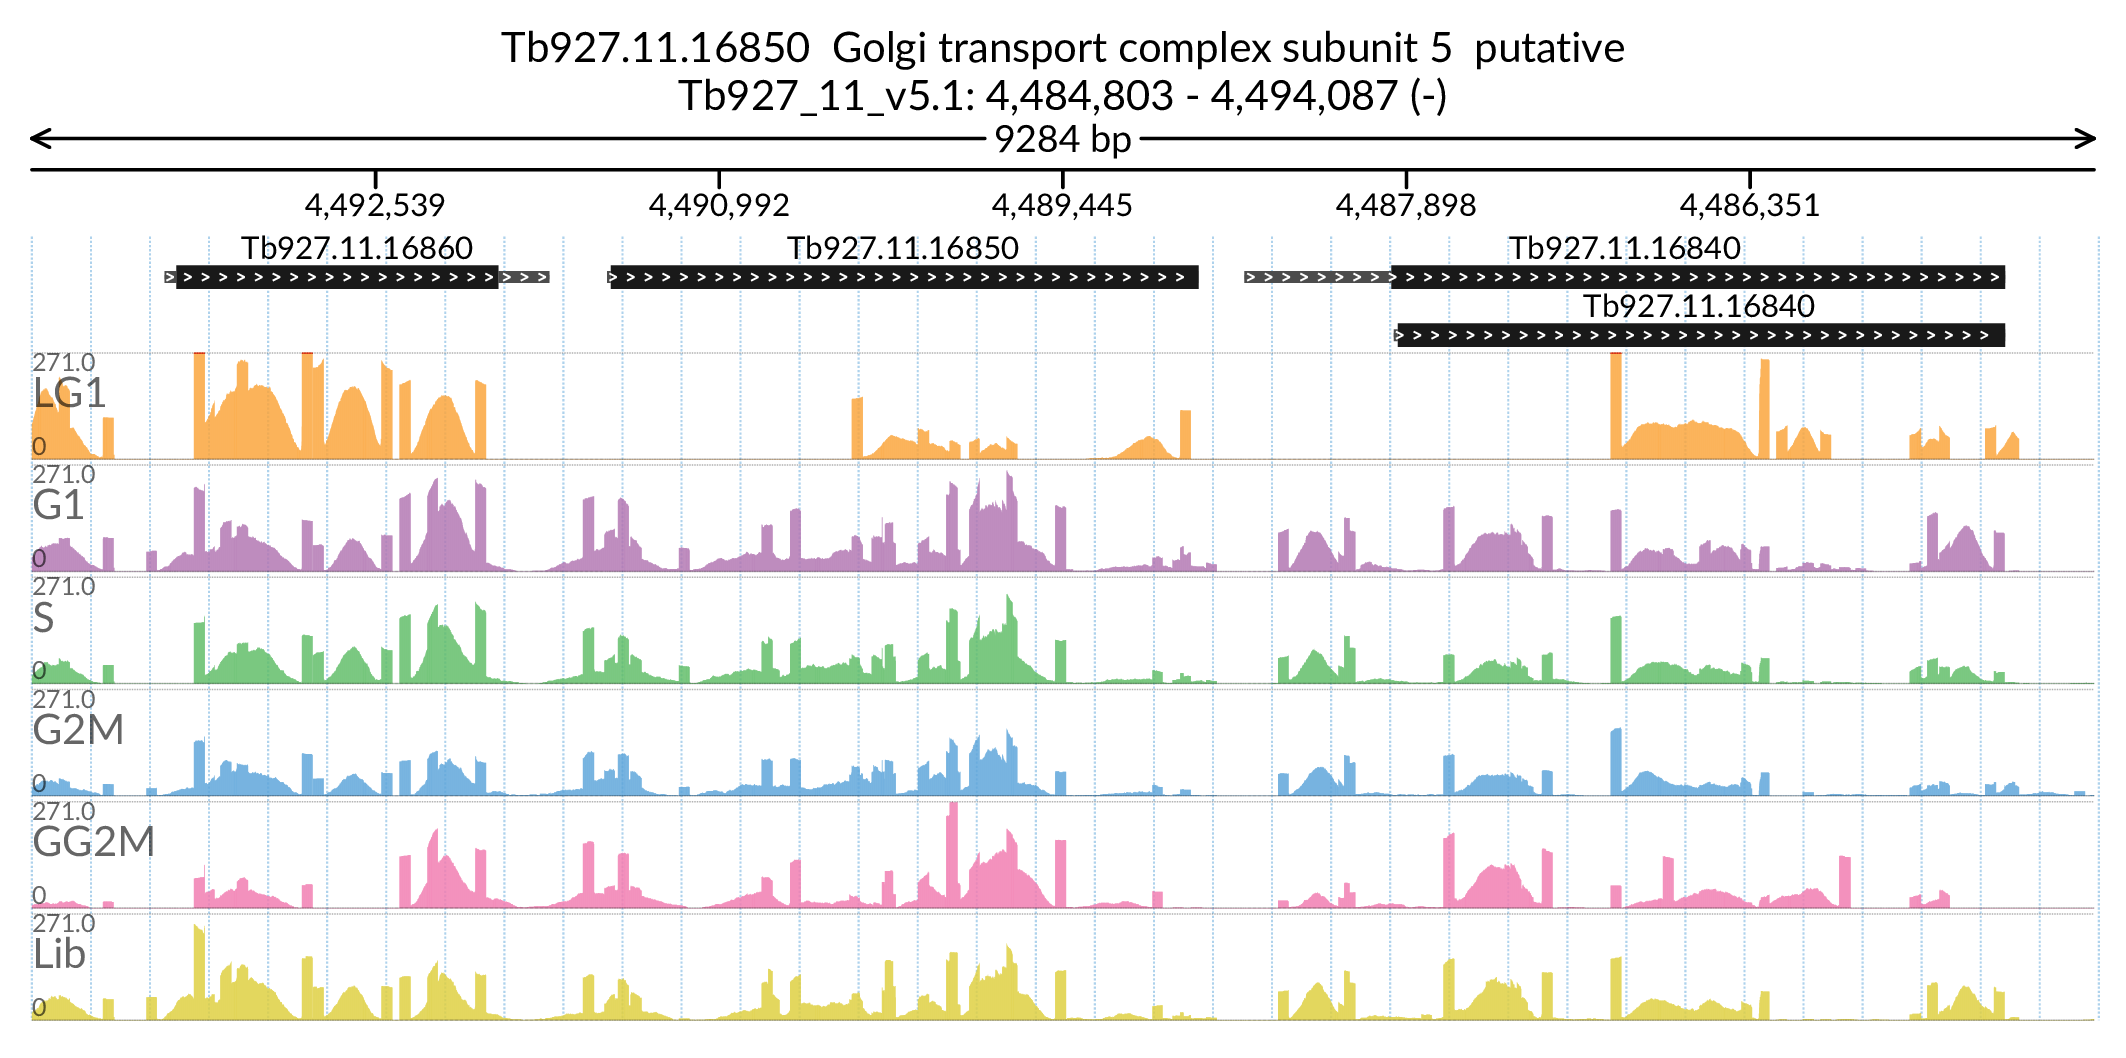 Tb927.11.16850 Golgi transport complex subunit 5 putative
Tb927_11_v5.1: 4,484,803 - 4,494,087 (-)
9284 bp
4,492,539 4,490,992 4,489,445 4,487,898 4,486,351
Tb927.11.16860 Tb927.11.16850 Tb927.11.16840
Tb927.11.16840
271.0
LG1
0
271.0
G1
0
271.0
S
0
271.0
G2M
0
271.0
GG2M
0
271.0
Lib
0